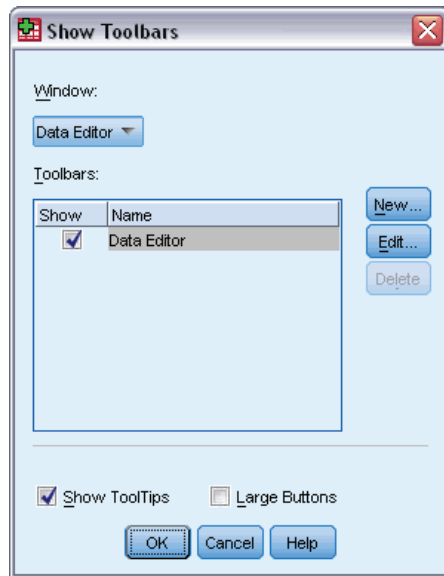 Show Toolbars
Window:
Data Editor
Toolbars:
Show Name
Data Editor
New...
Edit...
Delete
Show ToolTips Large Buttons
OK Cancel Help